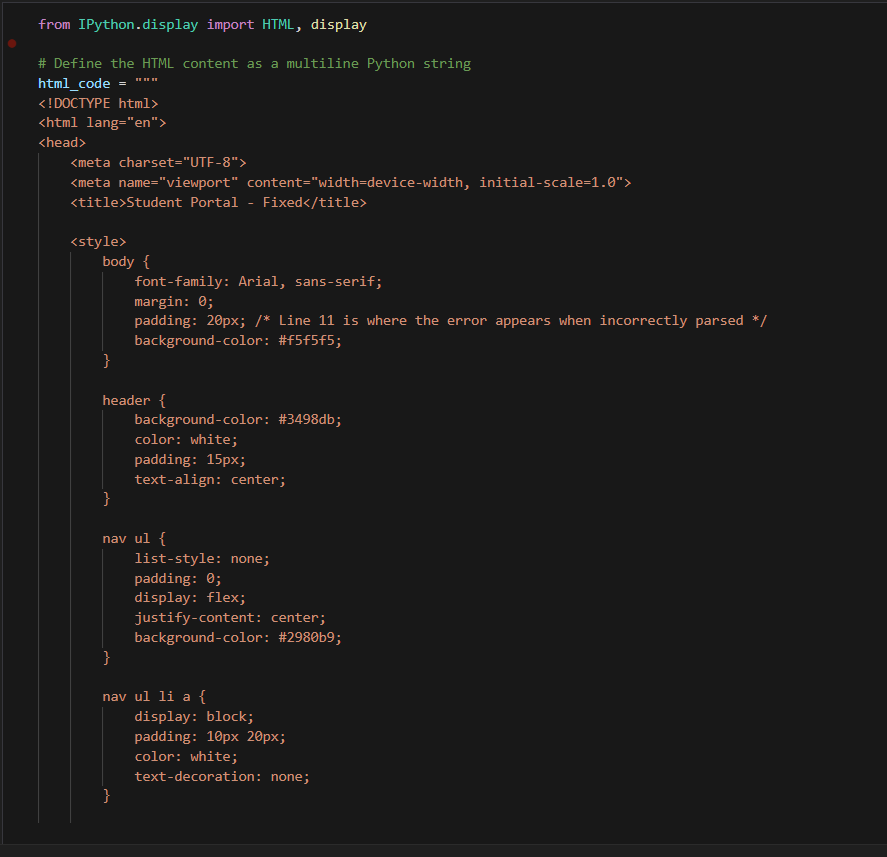 from IPython.display import HTML, display
# Define the HTML content as a multiline Python string
html_code = """
<!DOCTYPE html>
<html lang="en">
<head>
    <meta charset="UTF-8">
    <meta name="viewport" content="width=device-width, initial-scale=1.0">
    <title>Student Portal - Fixed</title>
    <style>
        body {
            font-family: Arial, sans-serif;
            margin: 0;
            padding: 20px; /* Line 11 is where the error appears when incorrectly parsed */
            background-color: #f5f5f5;
        }
        header {
            background-color: #3498db;
            color: white;
            padding: 15px;
            text-align: center;
        }
        nav ul {
            list-style: none;
            padding: 0;
            display: flex;
            justify-content: center;
            background-color: #2980b9;
        }
        nav ul li a {
            display: block;
            padding: 10px 20px;
            color: white;
            text-decoration: none;
        }